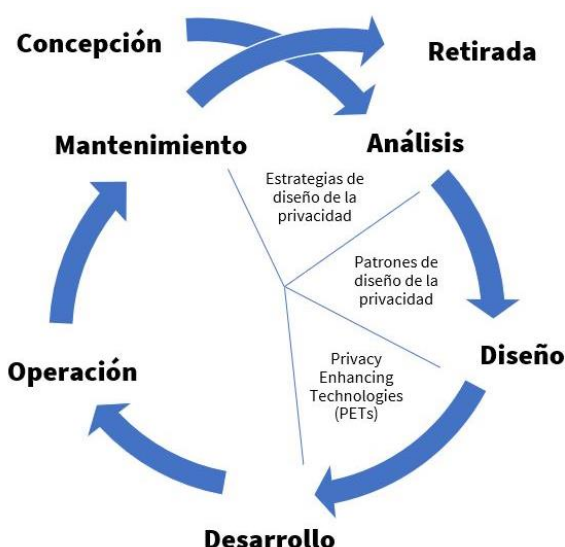 Concepción
Retirada
Mantenimiento
Análisis
Estrategias de
diseño de la
privacidad
Patrones de
diseño de la
privacidad
Privacy
Enhancing
Technologies
(PETs)
Diseño
Operación
Desarrollo